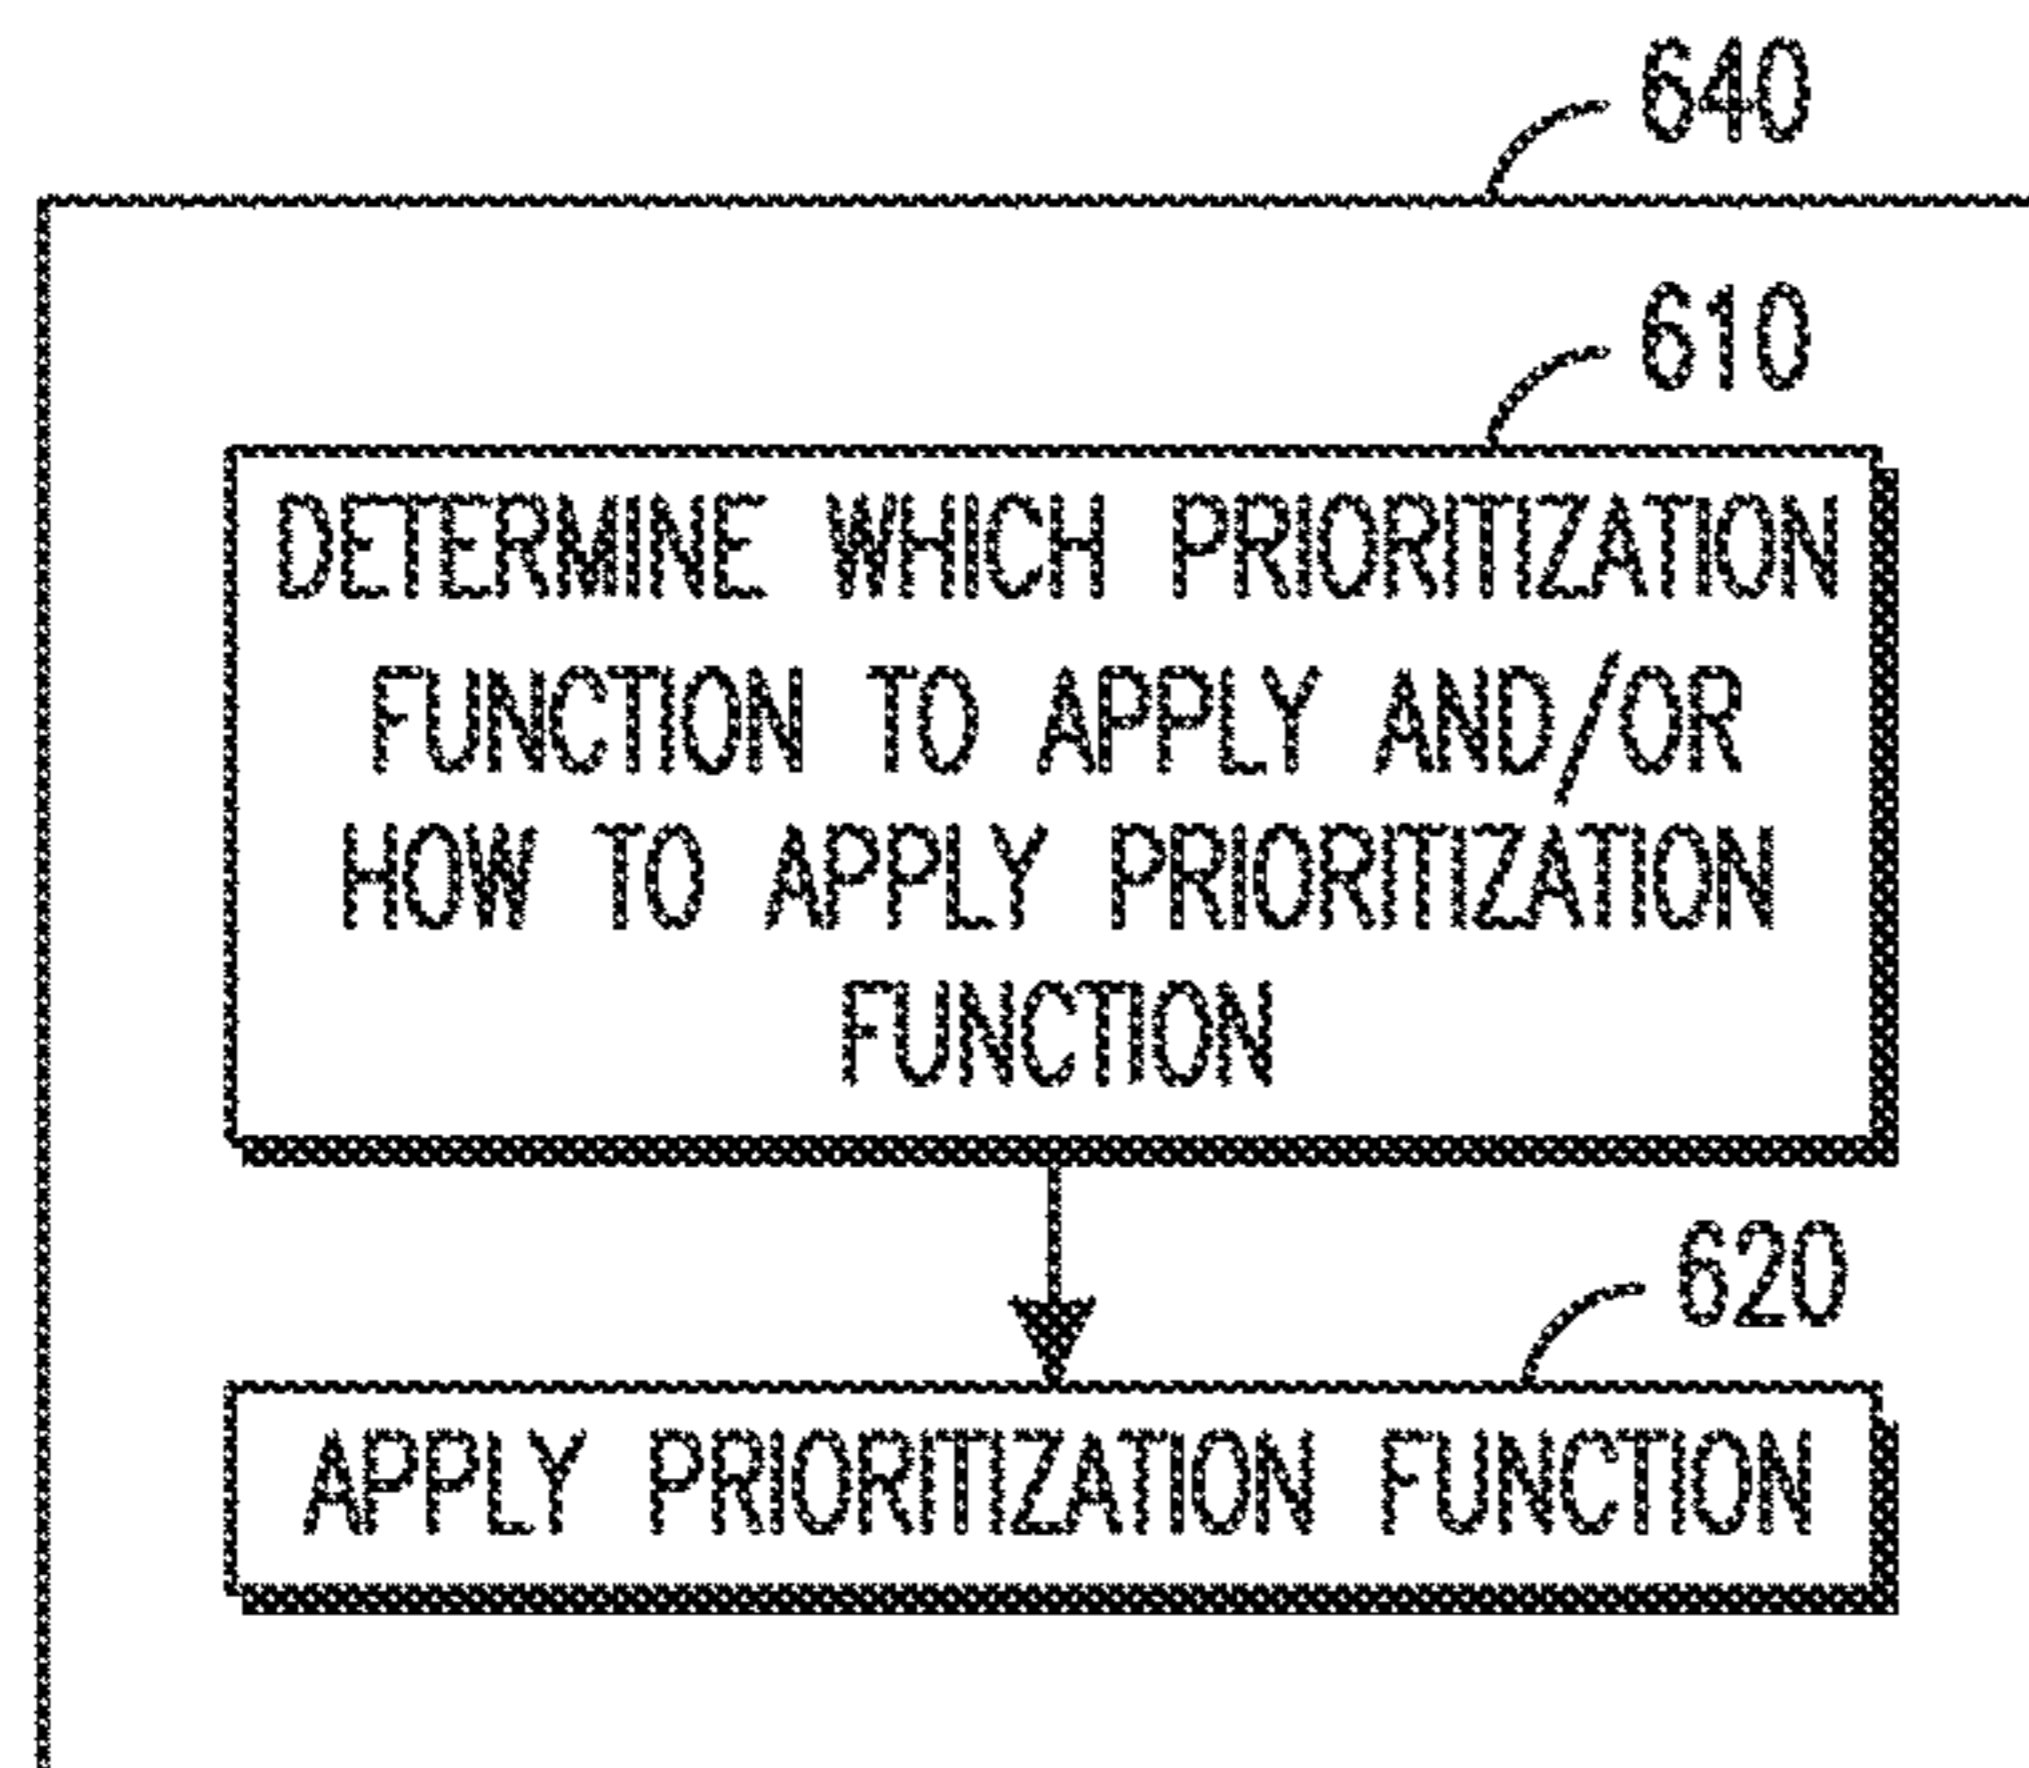 640
610
DETERMINE WHICH PRIORITIZATION
FUNCTION TO APPLY AND/OR
HOW TO APPLY PRIORITIZATION
FUNCTION
620
APPLY PRIORITIZATION FUNCTION